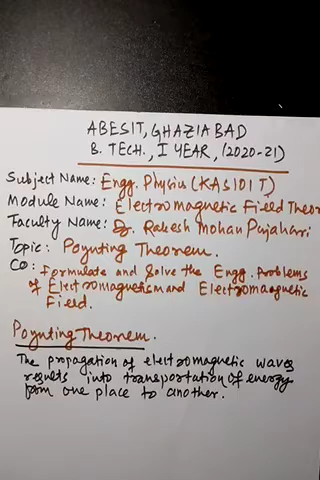 ABESIT, GHAZIABAD
B. TECH., I YEAR, (2020-21)
Subject Name: Engg. Physics (KAS101T)
Module Name: Electromagnetic Field Theor
Faculty Name: Dr. Rakesh Mohan Pujahari
Topic: Poynting Theorem.
CO: Formulate and Solve the Engg. Problems
of Electromagnetism and Electromagnetic
Field.
Poynting Theorem.
The propagation of electromagnetic waves
results into transportation of energy
from one place to another.